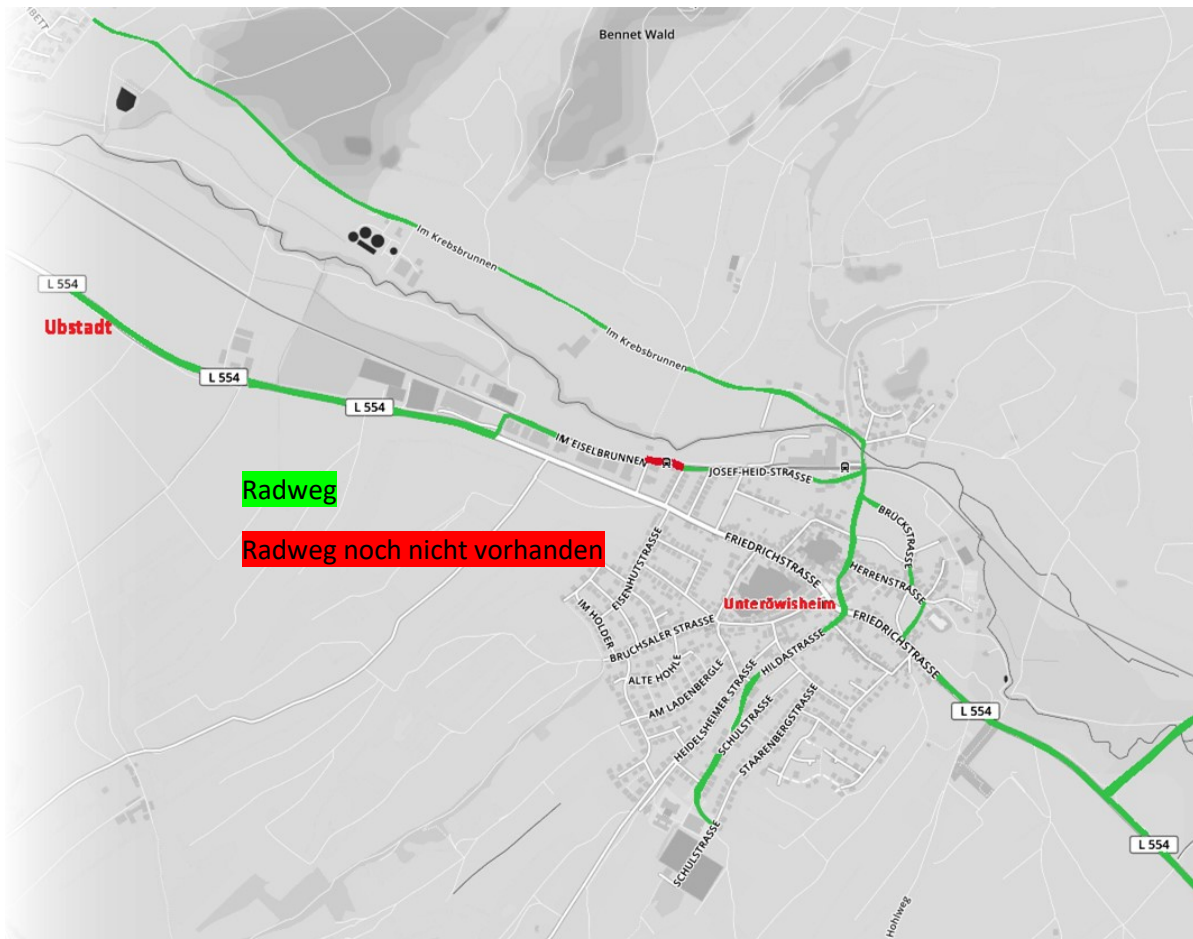 Bennet Wald
BETT
Im Krebsbrunnen
L 554
Ubstadt
Im Krebsbrunnen
L 554
L 554
IM EISELBRUNNEN
JOSEF-HEID-STRASSE
Radweg
BRÜCKSTRASSE
Radweg noch nicht vorhanden
FRIEDRICHSTRASSE
HERRENSTRASSE
EISENHUTSTRASSE
IM HOLDER
Unteröwisheim
FRIEDRICHSTRASSE
BRUCHSALER STRASSE
HILDASTRASSE
ALTE HOHLE
AM LADENBERGLE
HEIDELSHEIMER STRASSE
SCHULSTRASSE
STAARENBERGSTRASSE
L 554
L 554
SCHULSTRASSE
Hohlweg